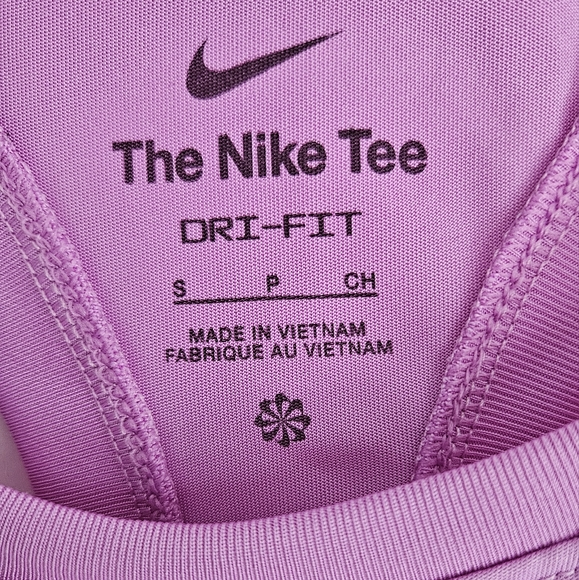 The Nike Tee
DRI-FIT
S P CH
MADE IN VIETNAM
FABRIQUE AU VIETNAM